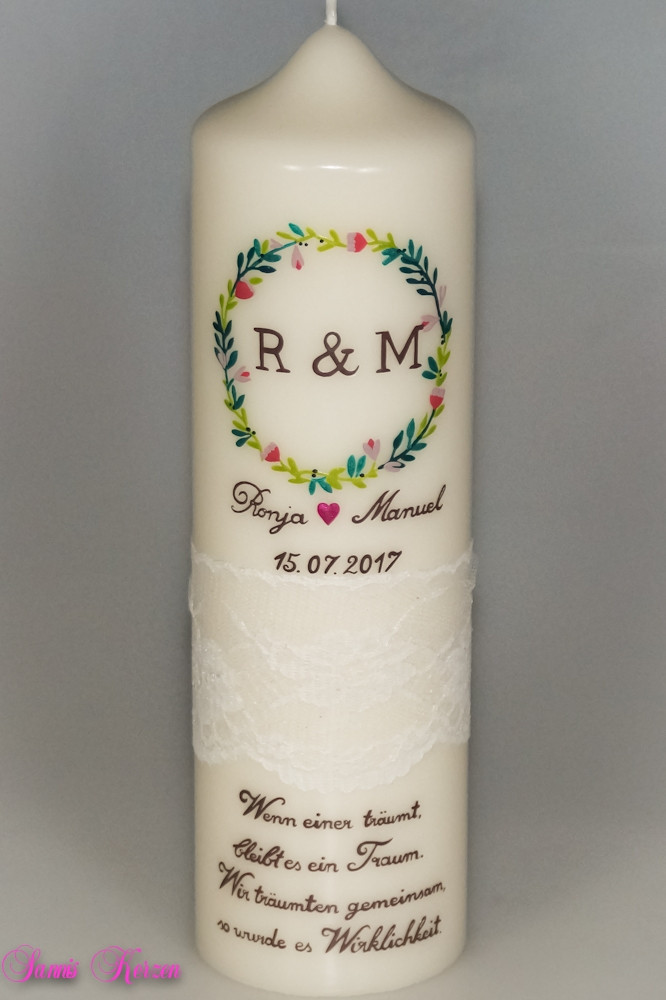 R & M
Ronja Manuel
15.07.2017
Wenn einer träumt,
bleibt es ein Traum.
Wir träumten gemeinsam,
so wurde es Wirklichkeit.
Sannis Kerzen